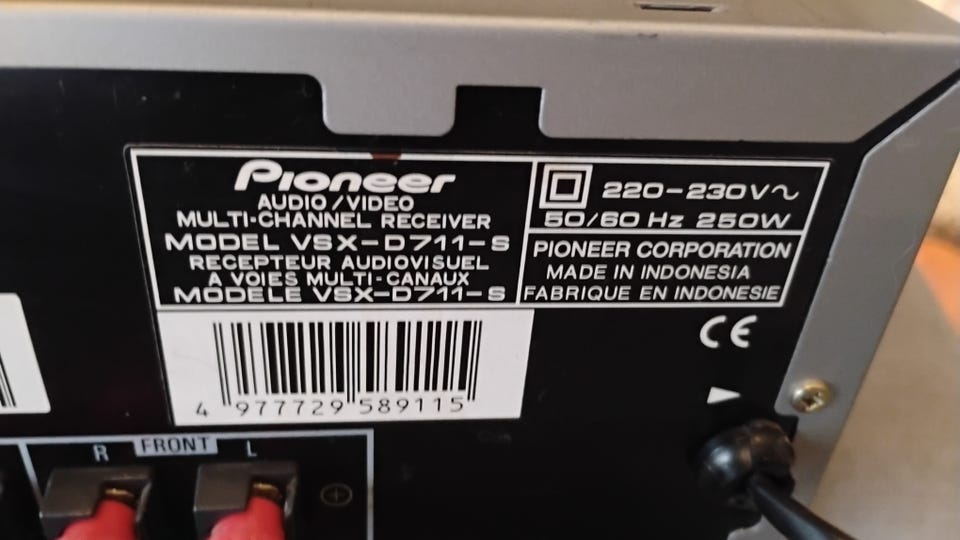 Pioneer
AUDIO/VIDEO
MULTI-CHANNEL RECEIVER
MODEL VSX-D711-S
RECEPTEUR AUDIOVISUEL
A VOIES MULTI-CANAUX
MODELE VSX-D711-S
220-230V~
50/60 Hz 250W
PIONEER CORPORATION
MADE IN INDONESIA
FABRIQUE EN INDONESIE
CE
4 977729 589115
R FRONT L